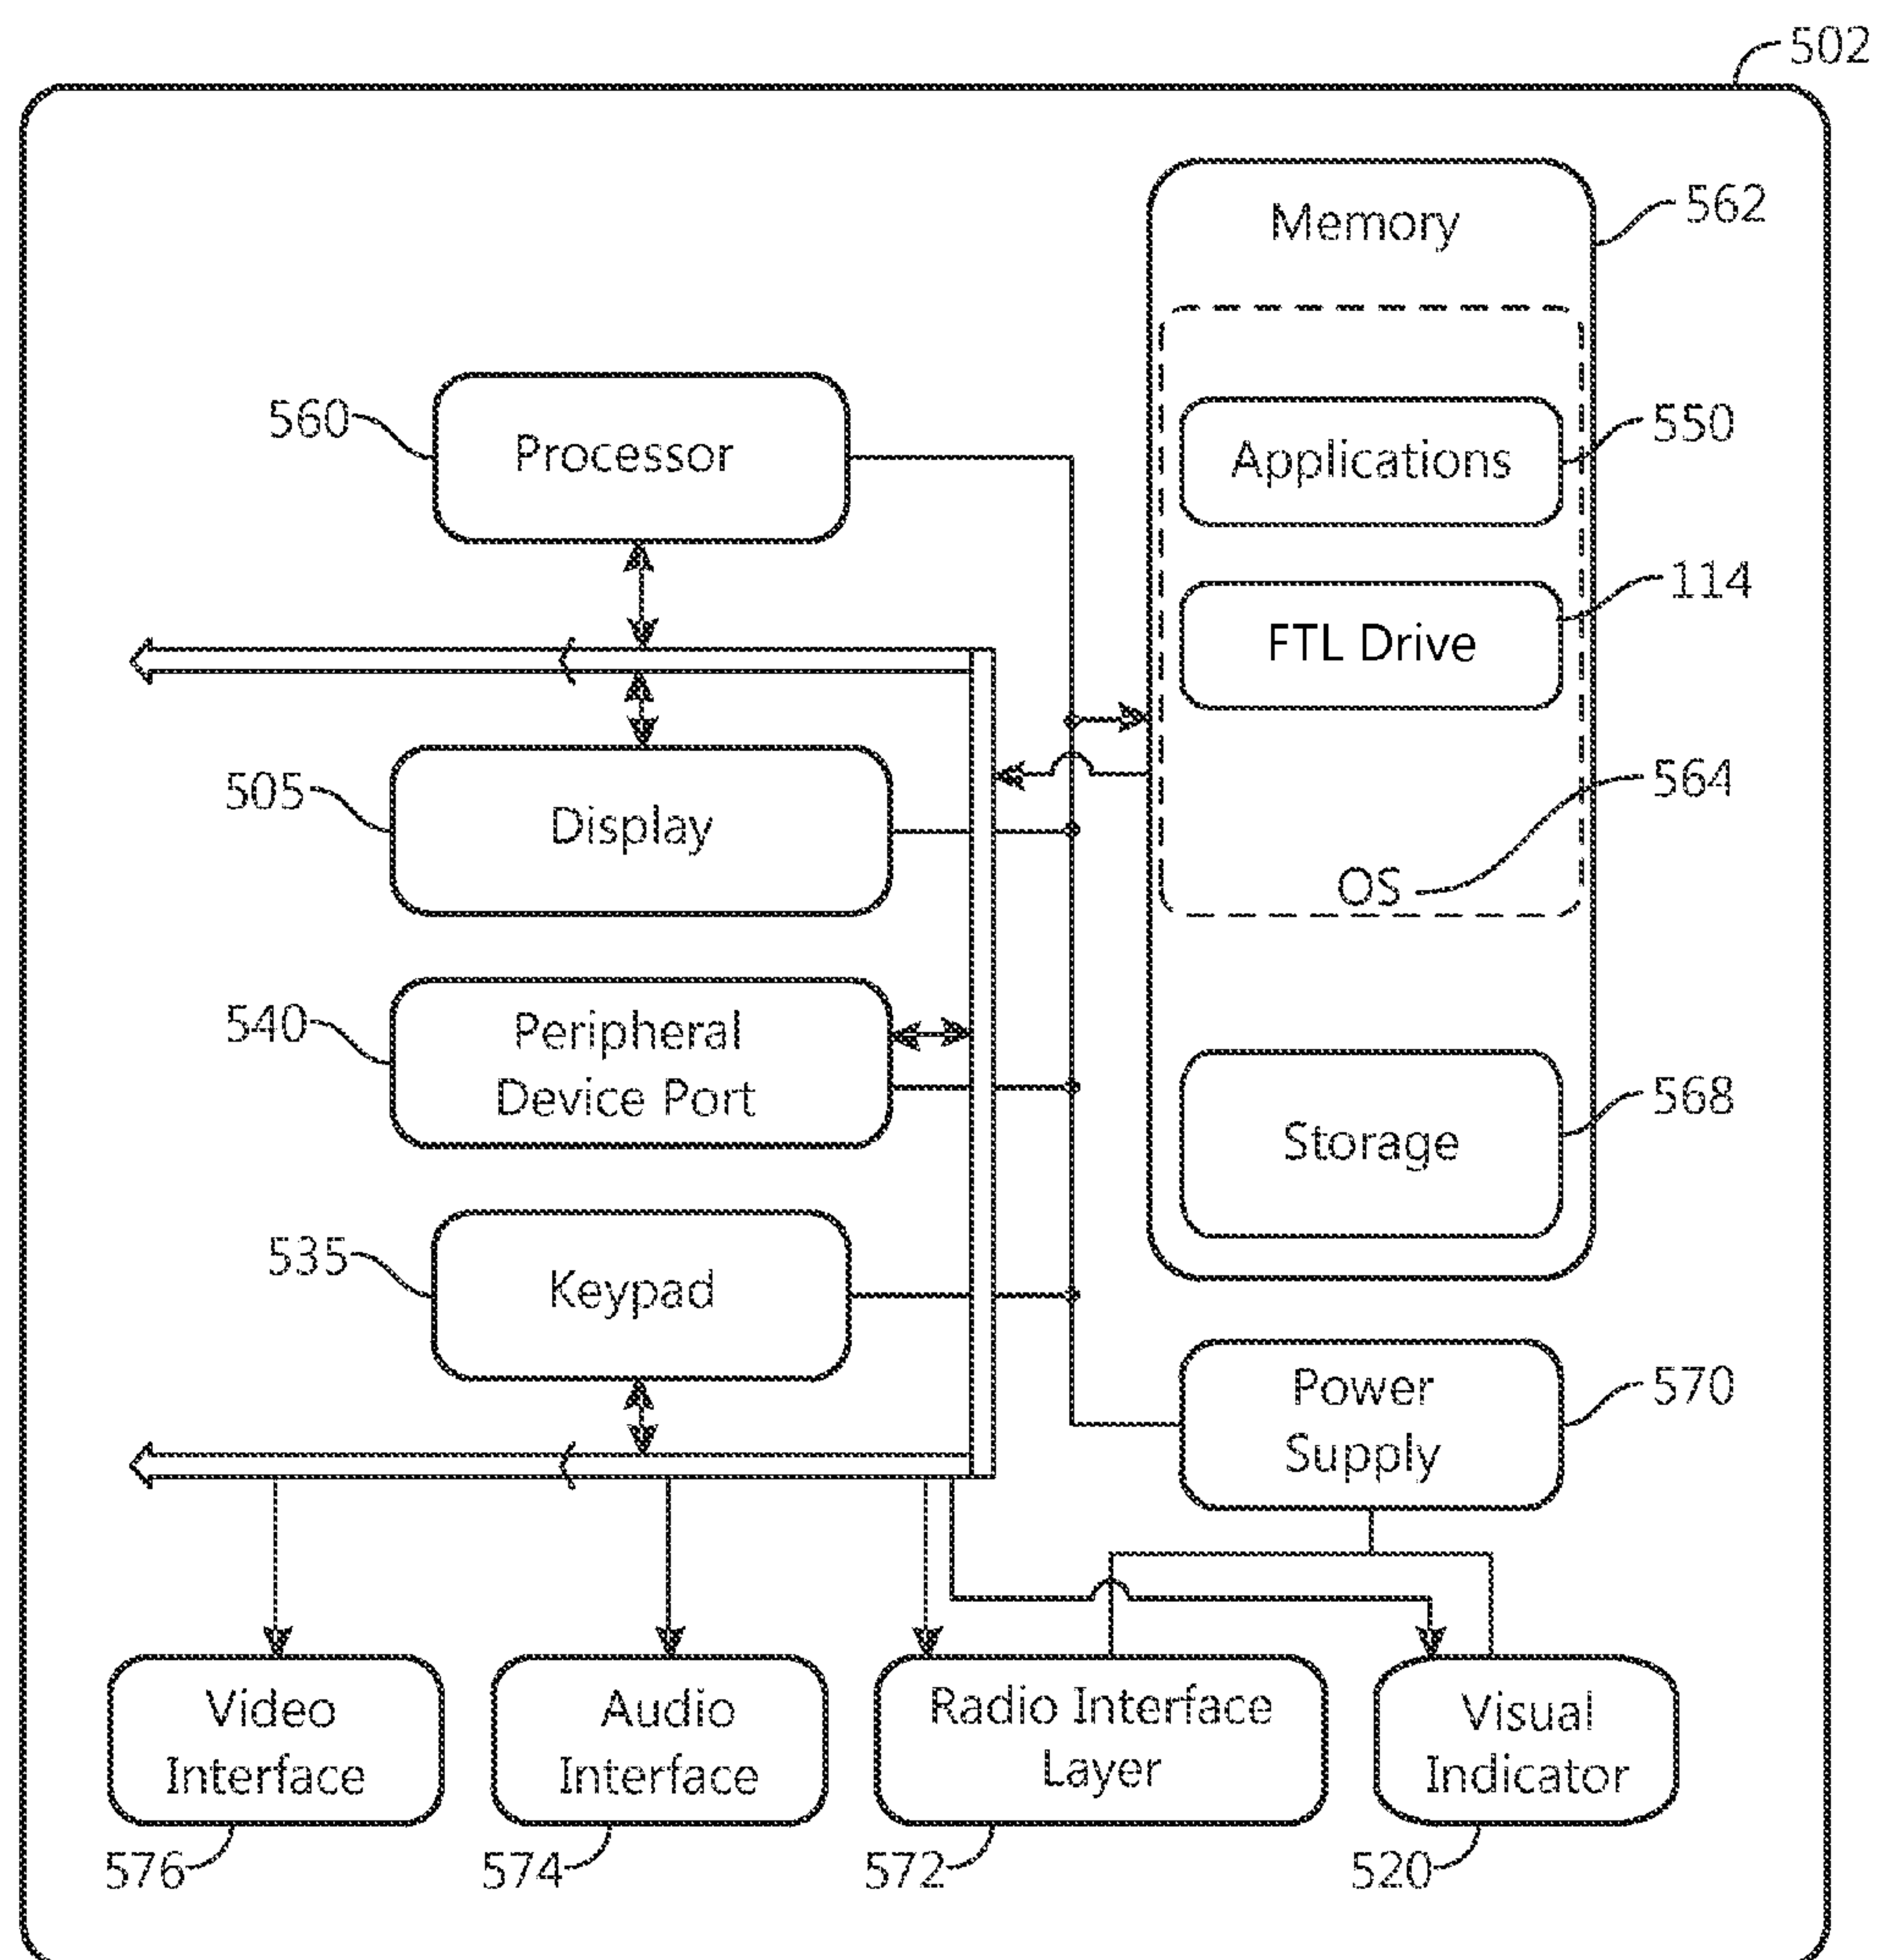 502
Memory
562
Applications
550
560
Processor
FTL Drive
114
505
Display
564
OS
540
Peripheral
Device Port
568
Storage
535
Keypad
Power
Supply
570
Video
Interface
Audio
Interface
Radio Interface
Layer
Visual
Indicator
576
574
572
520